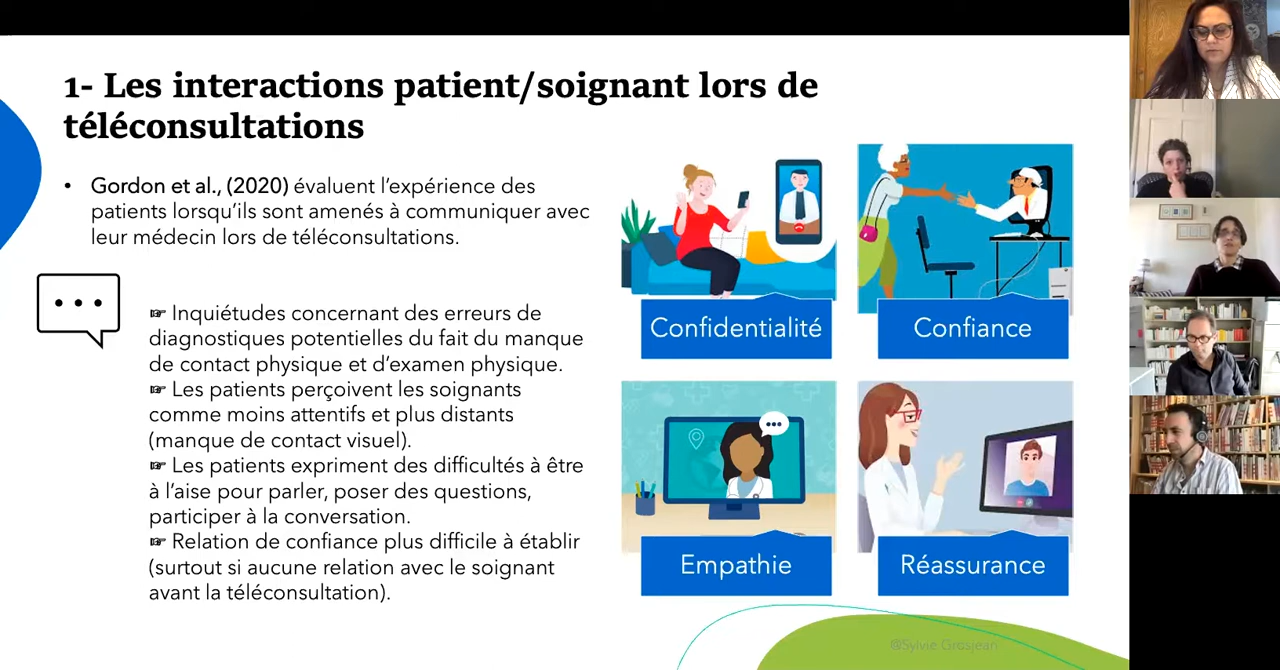 1- Les interactions patient/soignant lors de
téléconsultations
• Gordon et al., (2020) évaluent l’expérience des
patients lorsqu’ils sont amenés à communiquer avec
leur médecin lors de téléconsultations.
☞ Inquiétudes concernant des erreurs de
diagnostiques potentielles du fait du manque
de contact physique et d’examen physique.
☞ Les patients perçoivent les soignants
comme moins attentifs et plus distants
(manque de contact visuel).
☞ Les patients expriment des difficultés à être
à l’aise pour parler, poser des questions,
participer à la conversation.
☞ Relation de confiance plus difficile à établir
(surtout si aucune relation avec le soignant
avant la téléconsultation).
Confidentialité
Confiance
Empathie
Réassurance
@Sylvie Grosjean